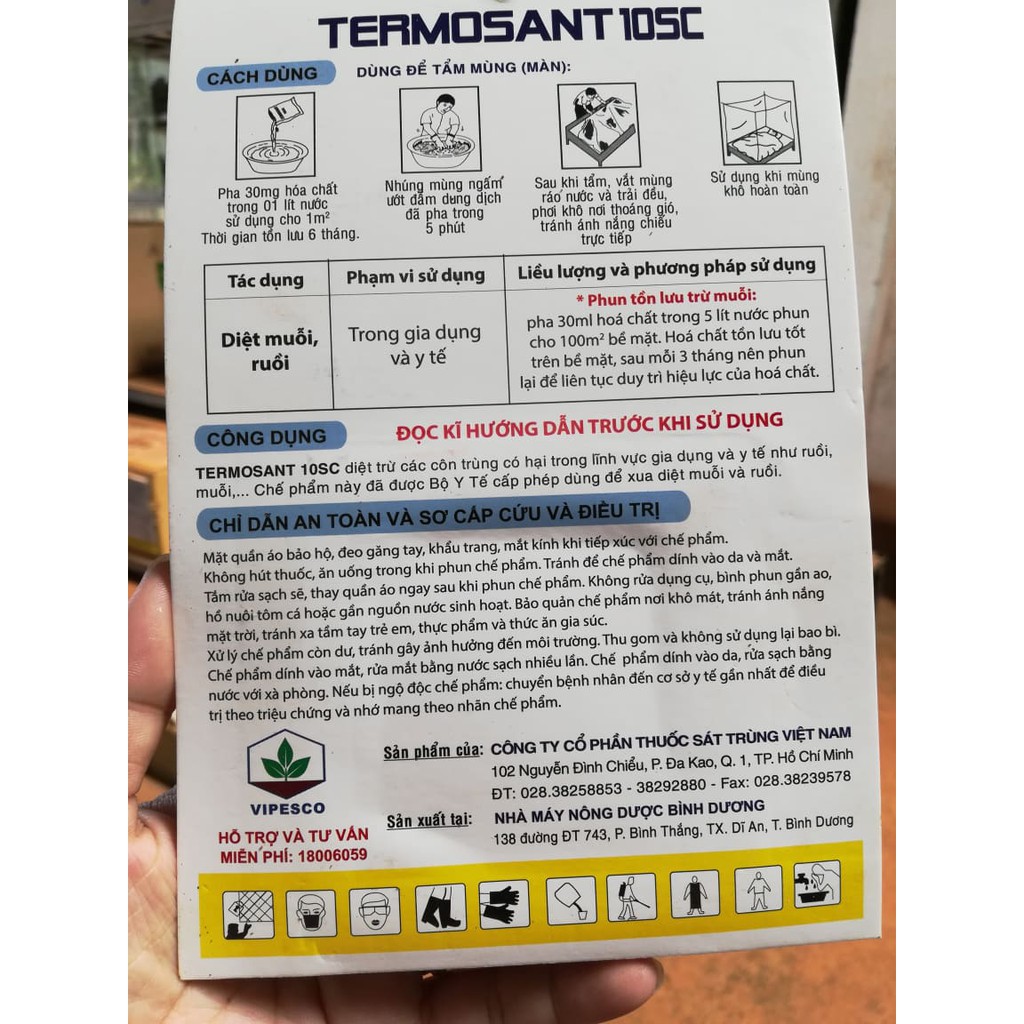 TERMOSANT 10SC
CÁCH DÙNG
DÙNG ĐỂ TẨM MÙNG (MÀN):
Pha 30mg hóa chất
trong 01 lít nước
sử dụng cho 1m²
Thời gian tồn lưu 6 tháng.
Nhúng mùng ngấm
ướt đẫm dung dịch
đã pha trong
5 phút
Sau khi tẩm, vắt mùng
ráo nước và trải đều,
phơi khô nơi thoáng gió,
tránh ánh nắng chiếu
trực tiếp
Sử dụng khi mùng
khô hoàn toàn
Tác dụng
Phạm vi sử dụng
Liều lượng và phương pháp sử dụng
Diệt muỗi,
ruồi
Trong gia dụng
và y tế
* Phun tồn lưu trừ muỗi:
pha 30ml hoá chất trong 5 lít nước phun
cho 100m² bề mặt. Hoá chất tồn lưu tốt
trên bề mặt, sau mỗi 3 tháng nên phun
lại để liên tục duy trì hiệu lực của hoá chất.
CÔNG DỤNG
ĐỌC KĨ HƯỚNG DẪN TRƯỚC KHI SỬ DỤNG
TERMOSANT 10SC diệt trừ các côn trùng có hại trong lĩnh vực gia dụng và y tế như ruồi,
muỗi,... Chế phẩm này đã được Bộ Y Tế cấp phép dùng để xua diệt muỗi và ruồi.
CHỈ DẪN AN TOÀN VÀ SƠ CẤP CỨU VÀ ĐIỀU TRỊ
Mặt quần áo bảo hộ, đeo găng tay, khẩu trang, mắt kính khi tiếp xúc với chế phẩm.
Không hút thuốc, ăn uống trong khi phun chế phẩm. Tránh để chế phẩm dính vào da và mắt.
Tắm rửa sạch sẽ, thay quần áo ngay sau khi phun chế phẩm. Không rửa dụng cụ, bình phun gần ao,
hồ nuôi tôm cá hoặc gần nguồn nước sinh hoạt. Bảo quản chế phẩm nơi khô mát, tránh ánh nắng
mặt trời, tránh xa tầm tay trẻ em, thực phẩm và thức ăn gia súc.
Xử lý chế phẩm còn dư, tránh gây ảnh hưởng đến môi trường. Thu gom và không sử dụng lại bao bì.
Chế phẩm dính vào mắt, rửa mắt bằng nước sạch nhiều lần. Chế phẩm dính vào da, rửa sạch bằng
nước với xà phòng. Nếu bị ngộ độc chế phẩm: chuyển bệnh nhân đến cơ sở y tế gần nhất để điều
trị theo triệu chứng và nhớ mang theo nhãn chế phẩm.
VIPESCO
HỖ TRỢ VÀ TƯ VẤN
MIỄN PHÍ: 18006059
Sản phẩm của: CÔNG TY CỔ PHẦN THUỐC SÁT TRÙNG VIỆT NAM
102 Nguyễn Đình Chiểu, P. Đa Kao, Q. 1, TP. Hồ Chí Minh
ĐT: 028.38258853 - 38292880 - Fax: 028.38239578
Sản xuất tại: NHÀ MÁY NÔNG DƯỢC BÌNH DƯƠNG
138 đường ĐT 743, P. Bình Thắng, TX. Dĩ An, T. Bình Dương